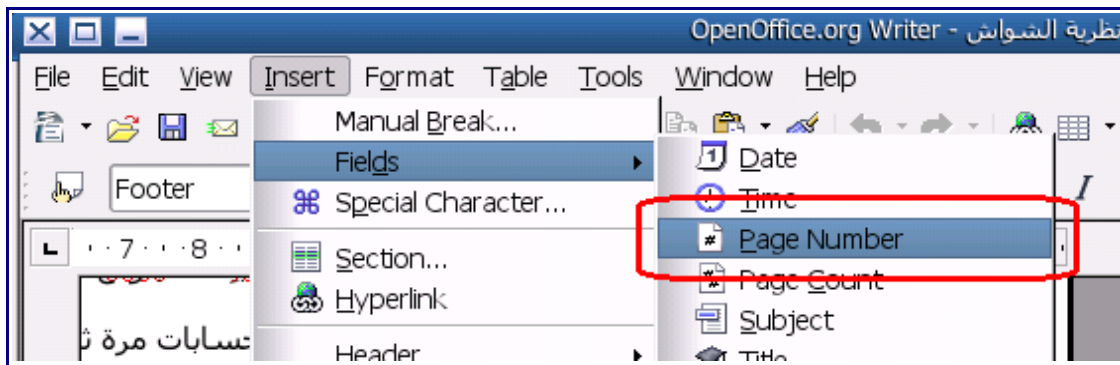 OpenOffice.org Writer - نظرية الشواش
File Edit View Insert Format Table Tools Window Help
Manual Break...
Fields
Special Character...
Section...
Hyperlink
Header
Date
Time
Page Number
Page Count
Subject
Title
Footer
7 8
حسابات مرة